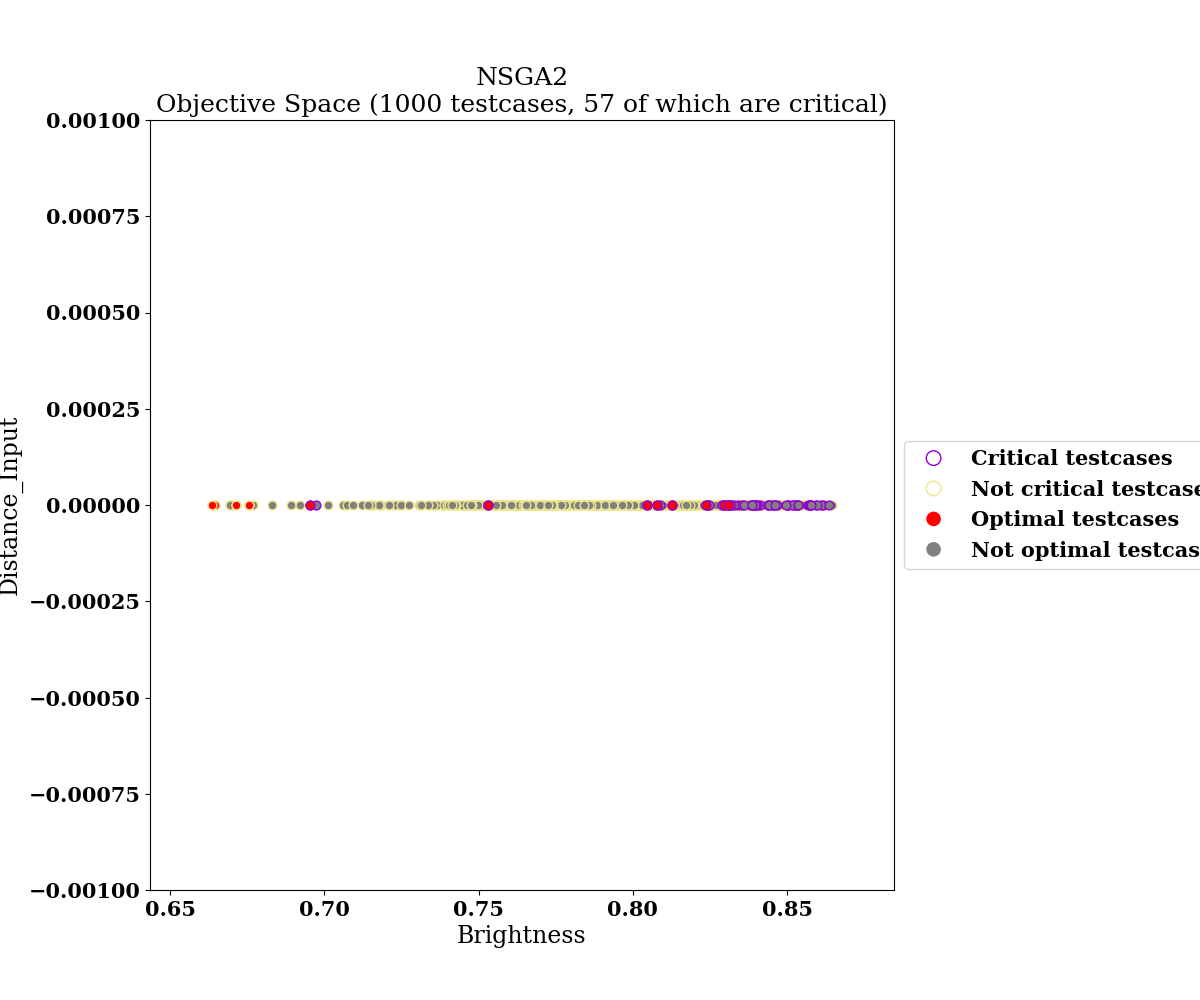 NSGA2
Objective Space (1000 testcases, 57 of which are critical)
0.00100
0.00075
0.00050
0.00025
0.00000
−0.00025
−0.00050
−0.00075
−0.00100
Distance_Input
0.65 0.70 0.75 0.80 0.85
Brightness
Critical testcases
Not critical testcase
Optimal testcases
Not optimal testcas